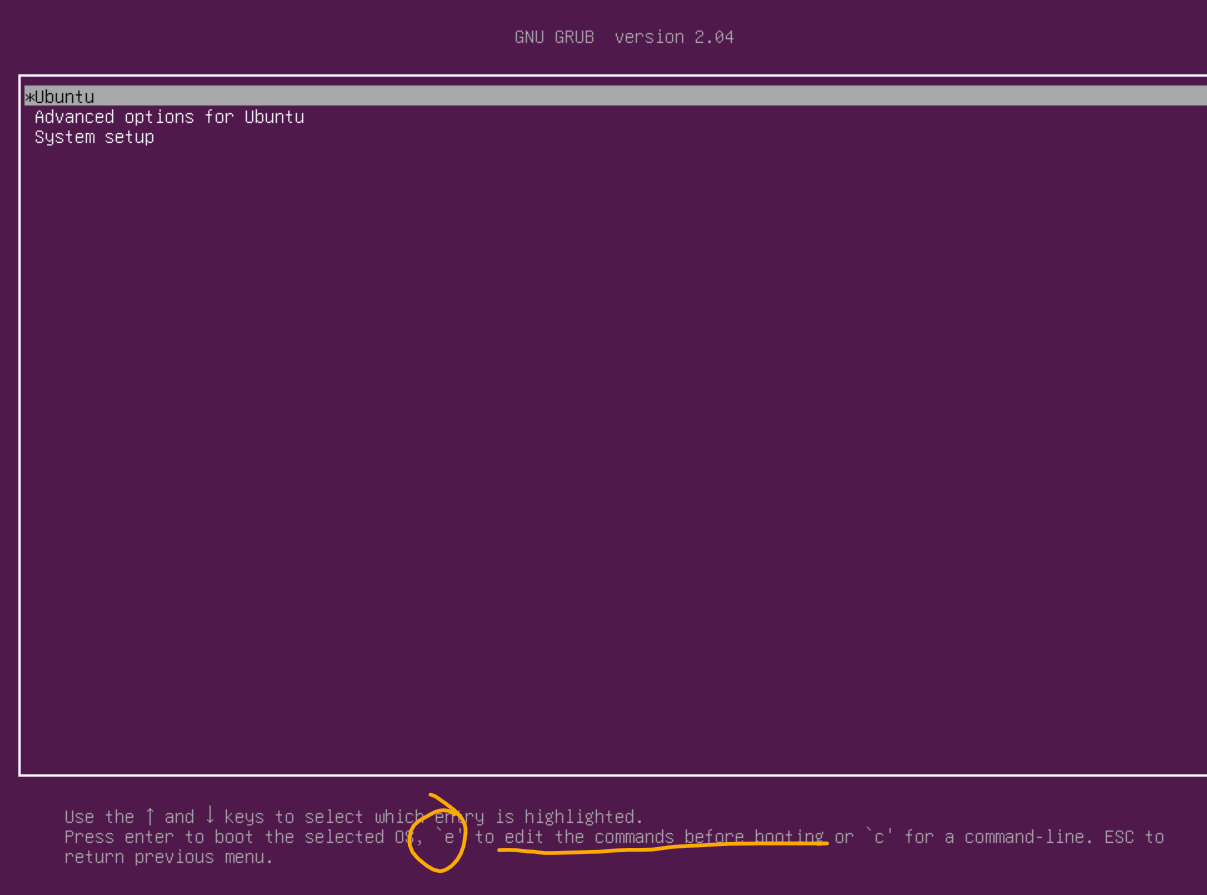 GNU GRUB  version 2.04
*Ubuntu
Advanced options for Ubuntu
System setup
Use the ↑ and ↓ keys to select which entry is highlighted.
Press enter to boot the selected OS, `e' to edit the commands before booting or `c' for a command-line. ESC to
return previous menu.